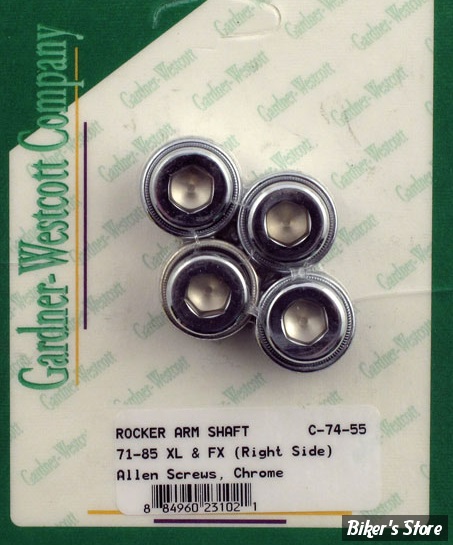 Gardner-Westcott Company
ROCKER ARM SHAFT C-74-55
71-85 XL & FX (Right Side)
Allen Screws, Chrome
8 84960 23102 1
Biker's Store